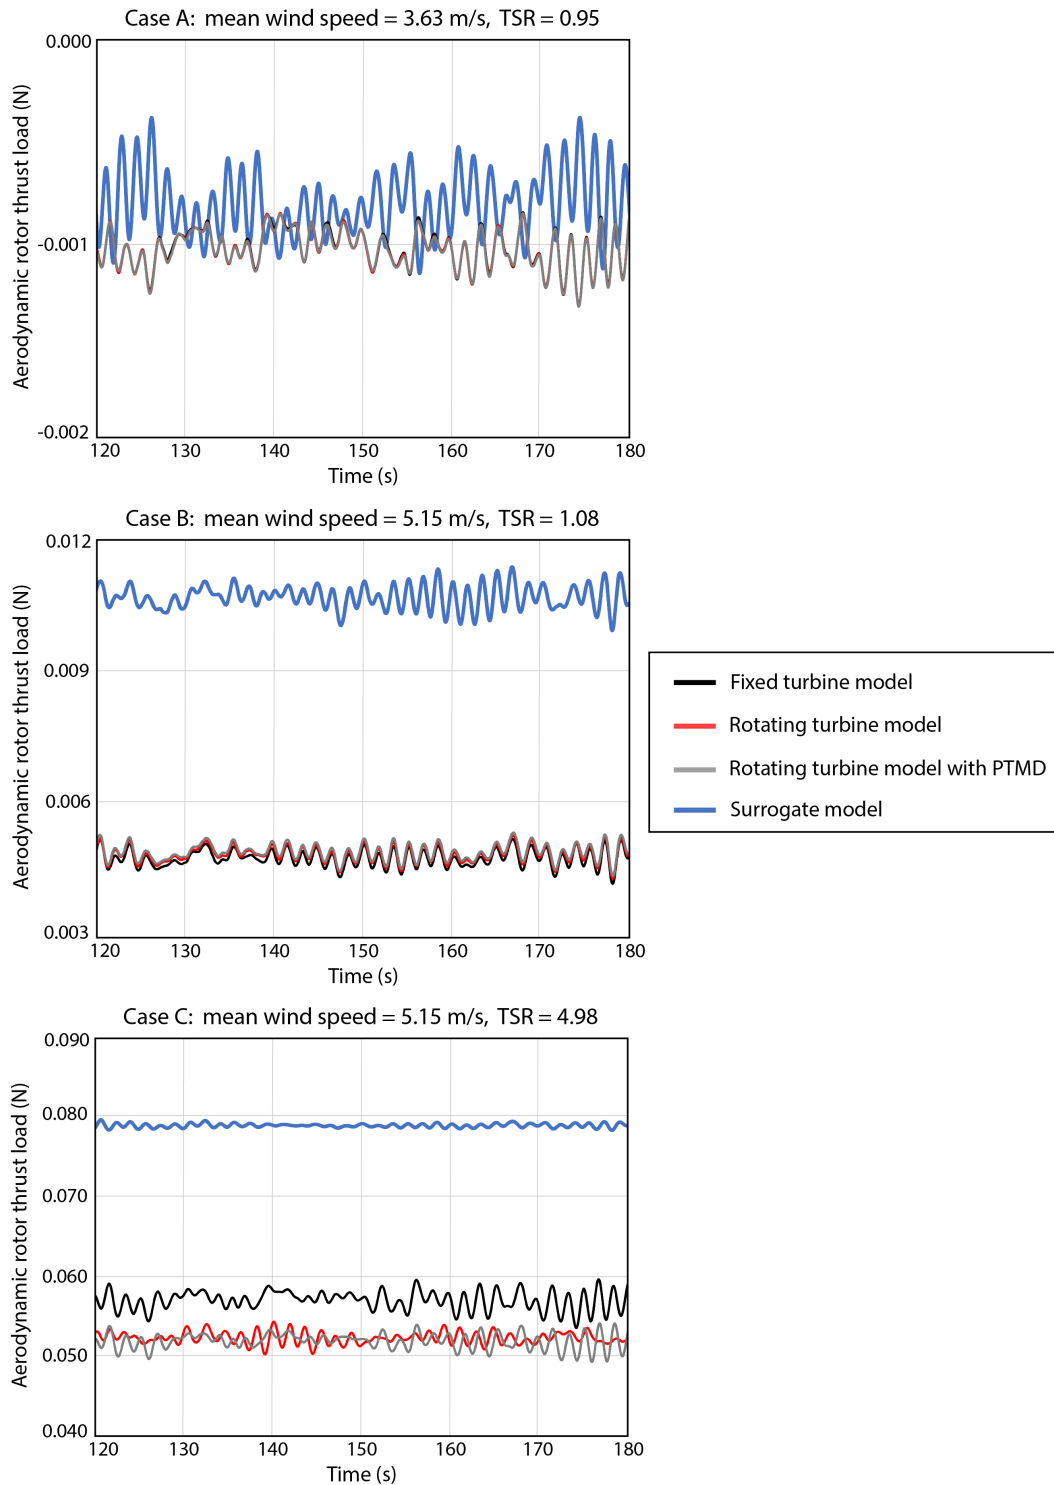 Case A: mean wind speed = 3.63 m/s, TSR = 0.95
Aerodynamic rotor thrust load (N)
0.000
-0.001
-0.002
120 130 140 150 160 170 180
Time (s)
Case B: mean wind speed = 5.15 m/s, TSR = 1.08
Aerodynamic rotor thrust load (N)
0.012
0.009
0.006
0.003
120 130 140 150 160 170 180
Time (s)
Fixed turbine model
Rotating turbine model
Rotating turbine model with PTMD
Surrogate model
Case C: mean wind speed = 5.15 m/s, TSR = 4.98
Aerodynamic rotor thrust load (N)
0.090
0.080
0.070
0.060
0.050
0.040
120 130 140 150 160 170 180
Time (s)